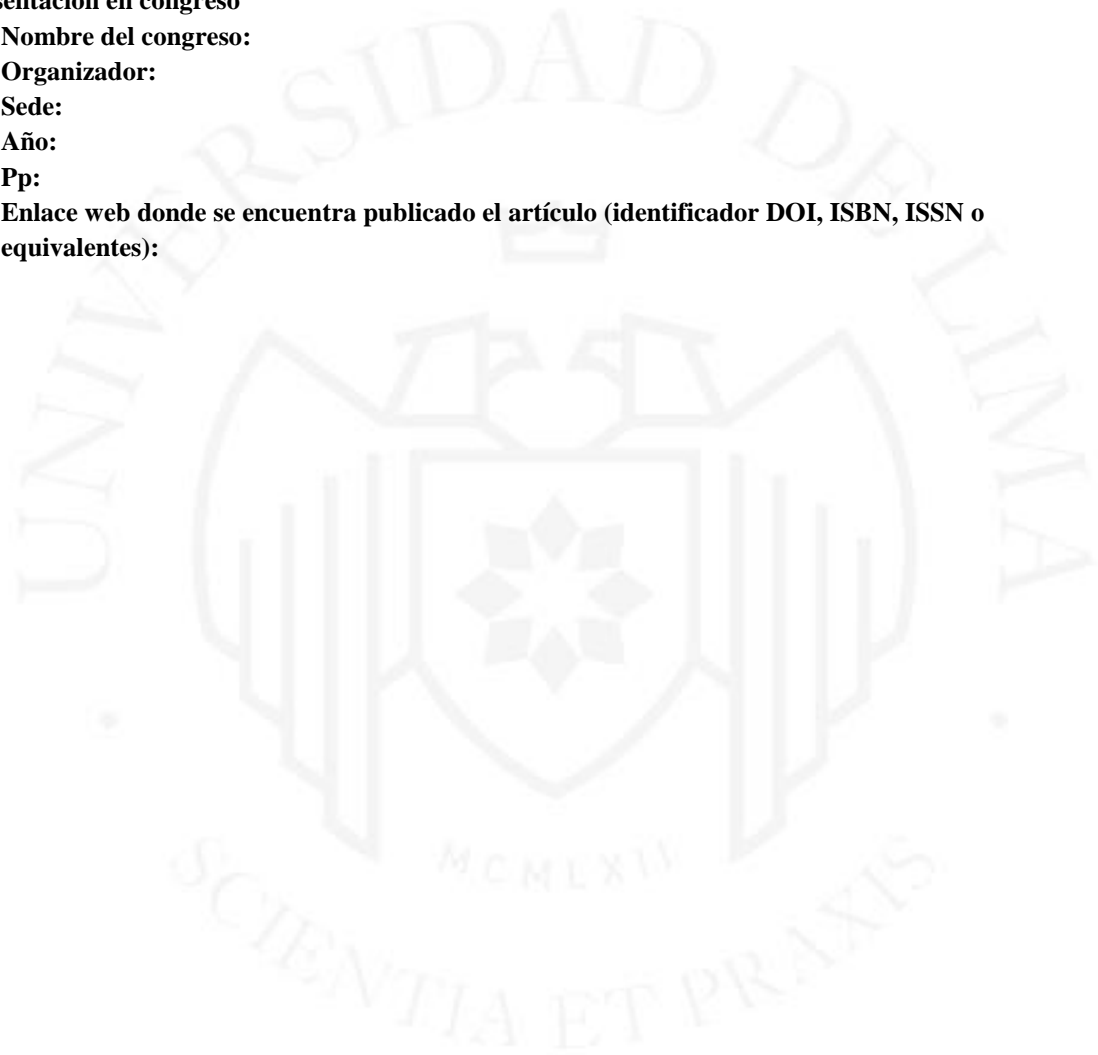 sentación en congreso
Nombre del congreso:
Organizador:
Sede:
Año:
Pp:
Enlace web donde se encuentra publicado el artículo (identificador DOI, ISBN, ISSN o
equivalentes):
UNIVERSIDAD DE LIMA
MCMLXII
SCIENTIA ET PRAXIS